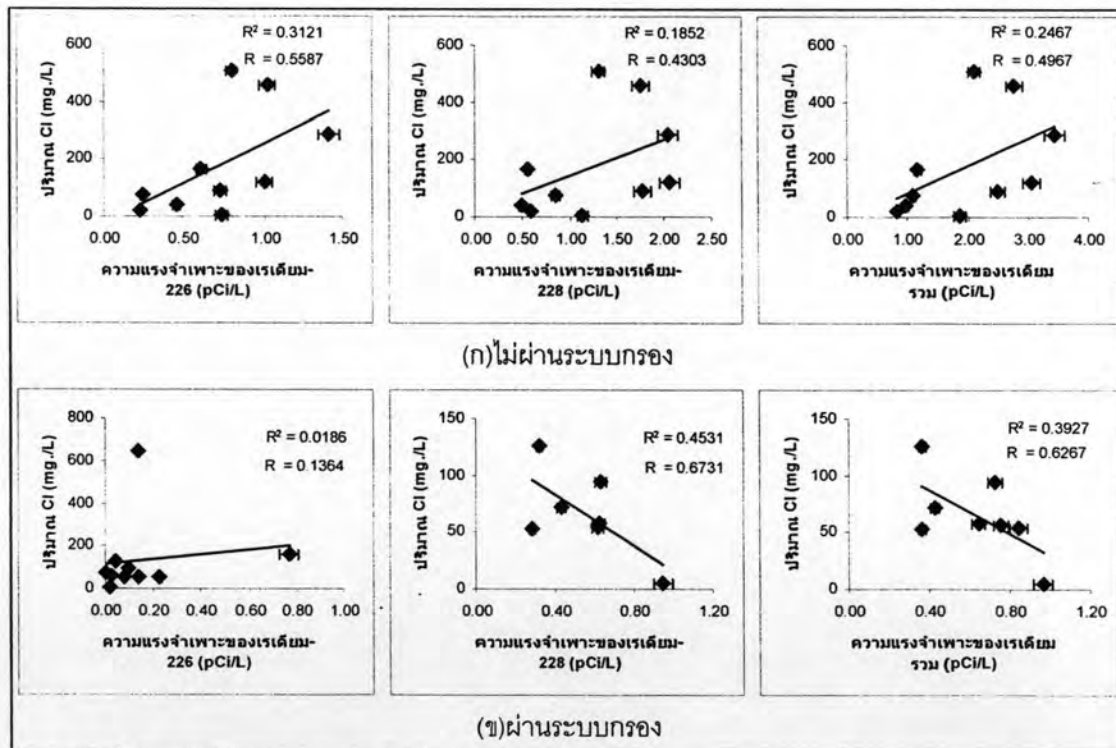 R² = 0.3121
R = 0.5587
ปริมาณ Cl (mg./L)
600
400
200
0
0.00 0.50 1.00 1.50
ความแรงจำเพาะของเรเดียม-
226 (pCi/L)
R² = 0.1852
R = 0.4303
ปริมาณ Cl (mg./L)
600
400
200
0
0.00 0.50 1.00 1.50 2.00 2.50
ความแรงจำเพาะของเรเดียม-
228 (pCi/L)
R² = 0.2467
R = 0.4967
ปริมาณ Cl (mg./L)
600
400
200
0
0.00 1.00 2.00 3.00 4.00
ความแรงจำเพาะของเรเดียม
รวม (pCi/L)
(ก)ไม่ผ่านระบบกรอง
R² = 0.0186
R = 0.1364
ปริมาณ Cl (mg./L)
800
600
400
200
0
0.00 0.20 0.40 0.60 0.80 1.00
ความแรงจำเพาะของเรเดียม-
226 (pCi/L)
R² = 0.4531
R = 0.6731
ปริมาณ Cl (mg./L)
150
100
50
0
0.00 0.40 0.80 1.20
ความแรงจำเพาะของเรเดียม-
228 (pCi/L)
R² = 0.3927
R = 0.6267
ปริมาณ Cl (mg./L)
150
100
50
0
0.00 0.40 0.80 1.20
ความแรงจำเพาะของเรเดียม
รวม (pCi/L)
(ข)ผ่านระบบกรอง